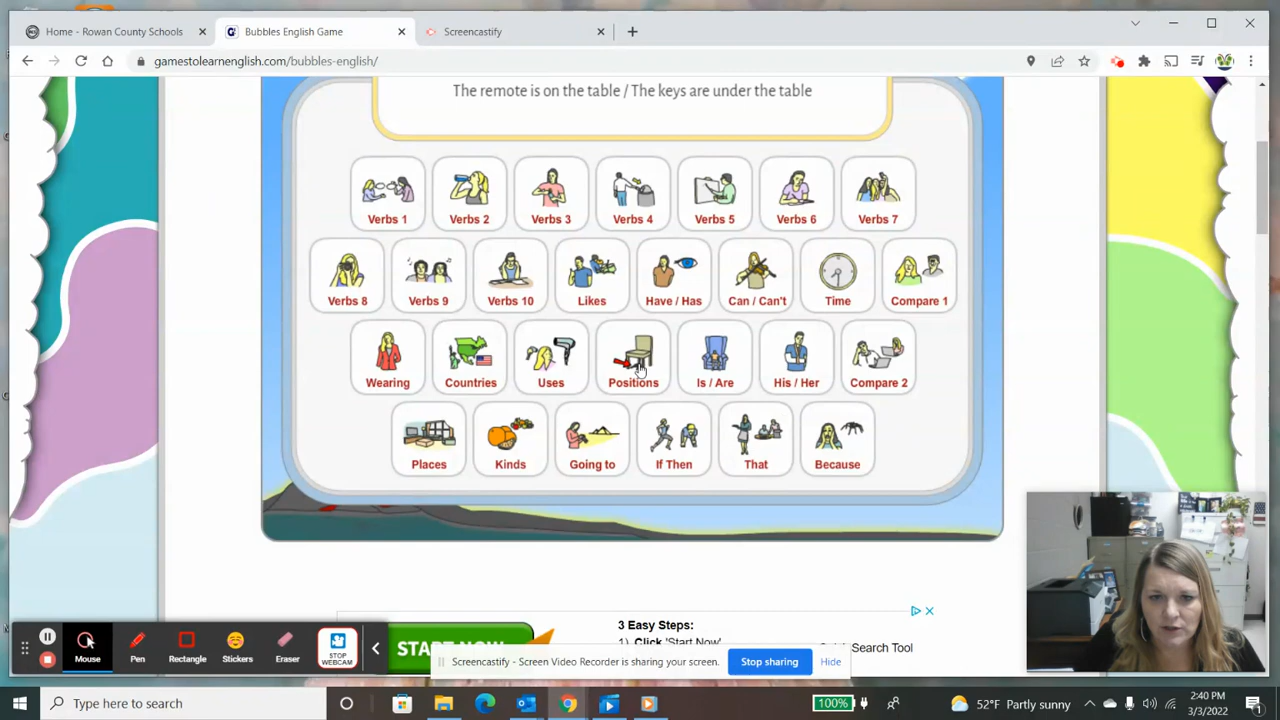 Home - Rowan County Schools
Bubbles English Game
Screencastify
gamestolearnenglish.com/bubbles-english/
The remote is on the table / The keys are under the table
Verbs 1 Verbs 2 Verbs 3 Verbs 4 Verbs 5 Verbs 6 Verbs 7
Verbs 8 Verbs 9 Verbs 10 Likes Have / Has Can / Can't Time Compare 1
Wearing Countries Uses Positions Is / Are His / Her Compare 2
Places Kinds Going to If Then That Because
3 Easy Steps:
1) Click 'Start Now'
START NOW
Search Tool
Mouse Pen Rectangle Stickers Eraser STOP WEBCAM
Screencastify - Screen Video Recorder is sharing your screen. Stop sharing Hide
Type here to search
100%
52°F Partly sunny
2:40 PM
3/3/2022